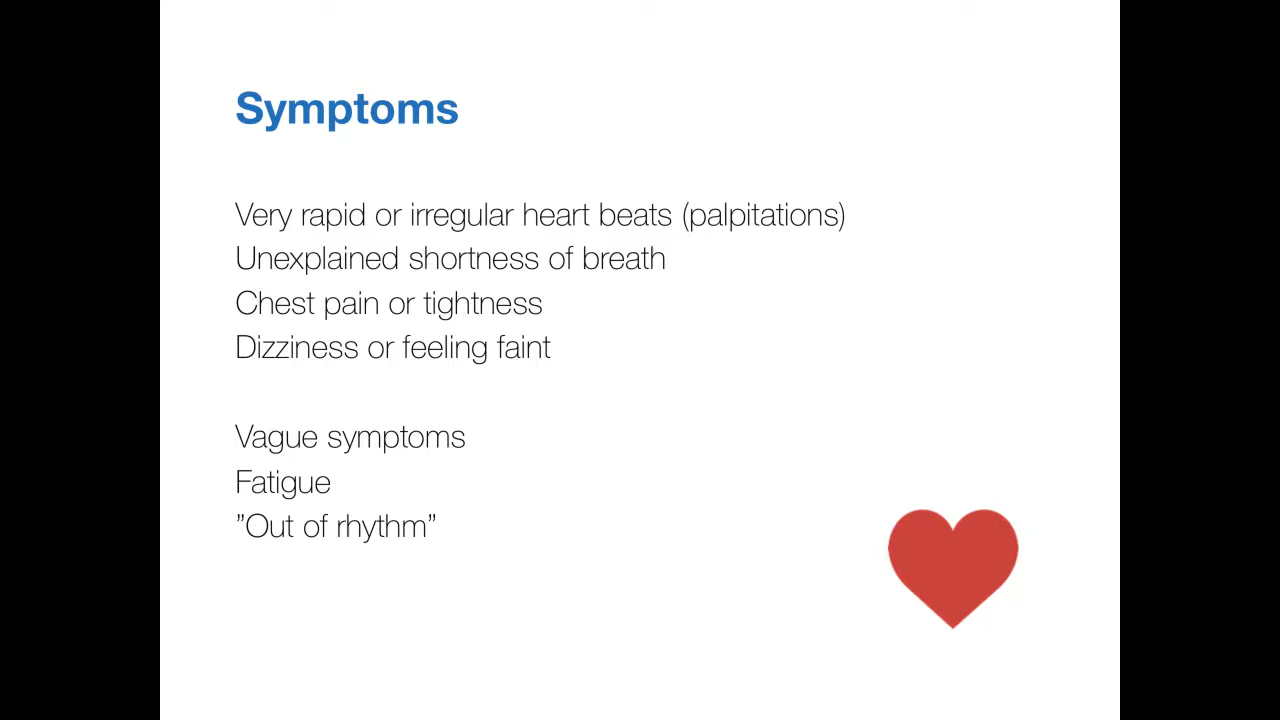 Symptoms
Very rapid or irregular heart beats (palpitations)
Unexplained shortness of breath
Chest pain or tightness
Dizziness or feeling faint
Vague symptoms
Fatigue
”Out of rhythm”